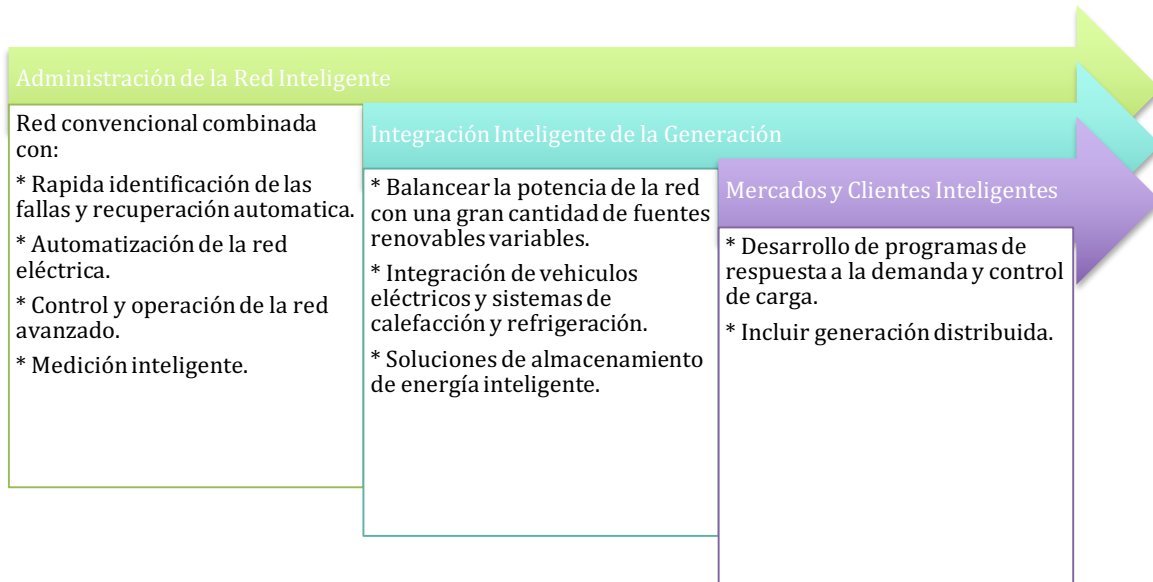 Administración de la Red Inteligente
Red convencional combinada
con:
* Rapida identificación de las
fallas y recuperación automatica.
* Automatización de la red
eléctrica.
* Control y operación de la red
avanzado.
* Medición inteligente.
Integración Inteligente de la Generación
* Balancear la potencia de la red
con una gran cantidad de fuentes
renovables variables.
* Integración de vehiculos
eléctricos y sistemas de
calefacción y refrigeración.
* Soluciones de almacenamiento
de energía inteligente.
Mercados y Clientes Inteligentes
* Desarrollo de programas de
respuesta a la demanda y control
de carga.
* Incluir generación distribuida.